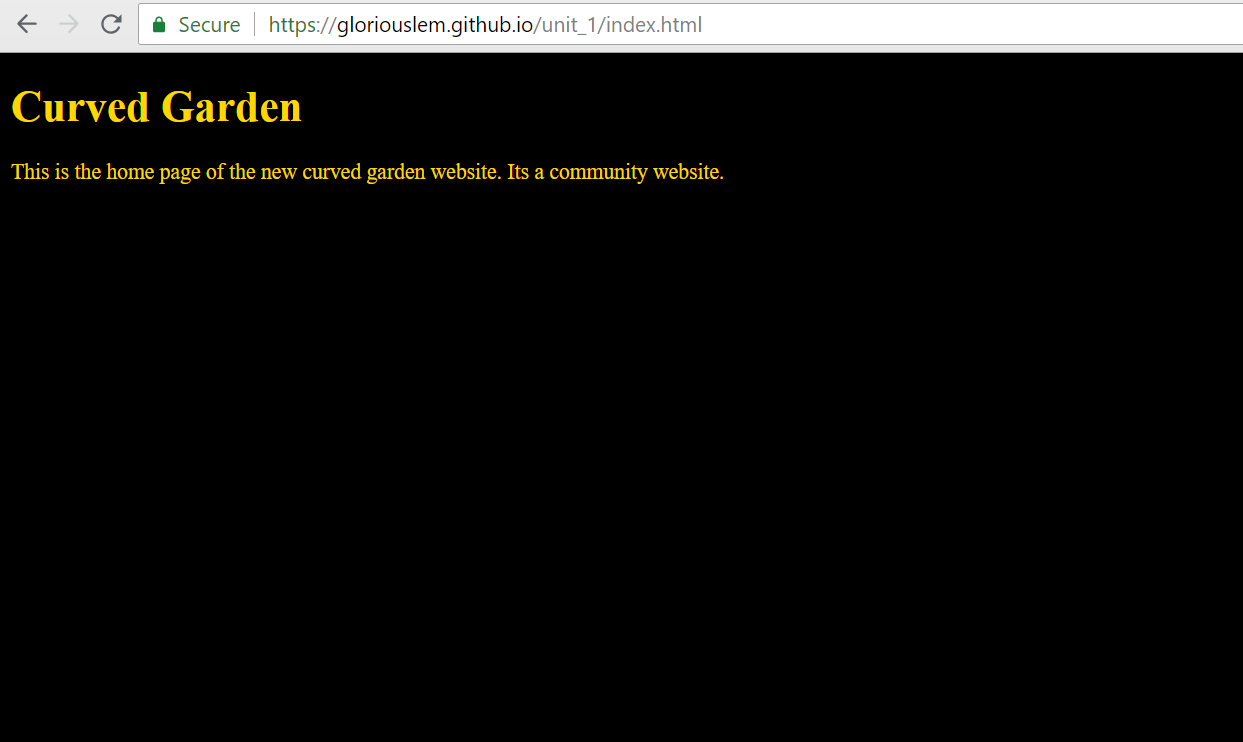 Secure https://gloriouslem.github.io/unit_1/index.html
Curved Garden
This is the home page of the new curved garden website. Its a community website.